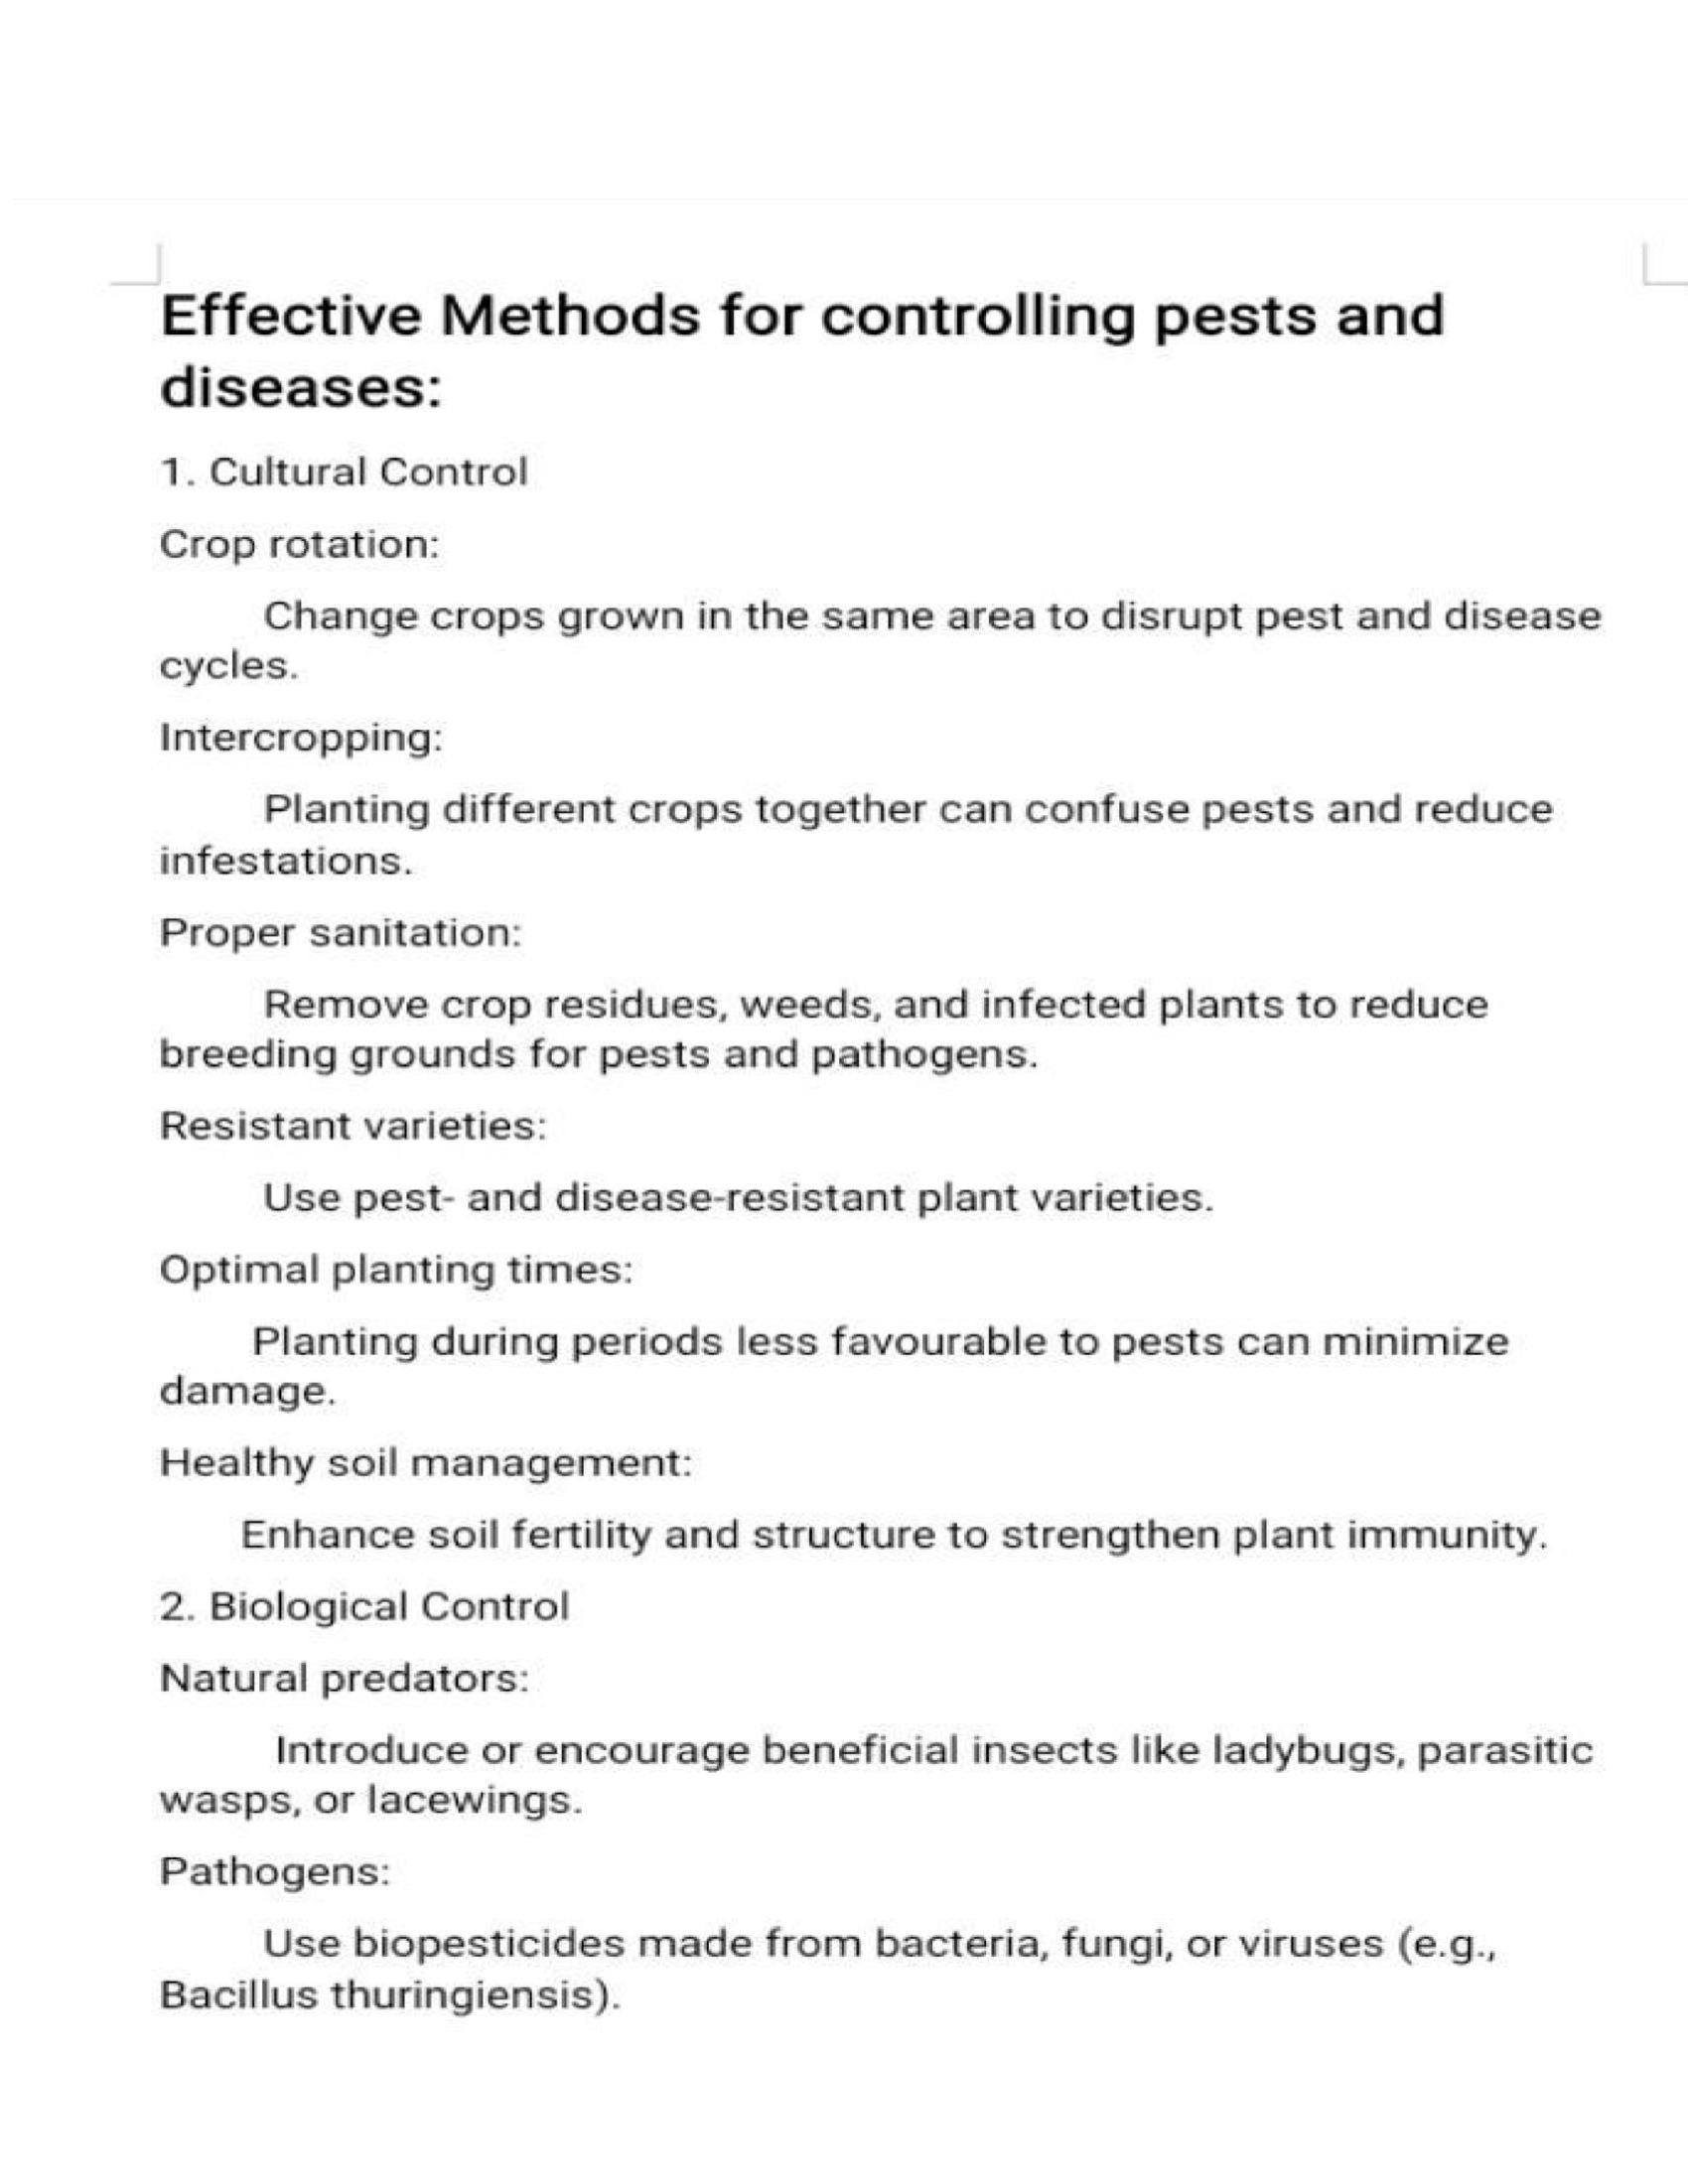 Effective Methods for controlling pests and
diseases:
1. Cultural Control
Crop rotation:
Change crops grown in the same area to disrupt pest and disease
cycles.
Intercropping:
Planting different crops together can confuse pests and reduce
infestations.
Proper sanitation:
Remove crop residues, weeds, and infected plants to reduce
breeding grounds for pests and pathogens.
Resistant varieties:
Use pest- and disease-resistant plant varieties.
Optimal planting times:
Planting during periods less favourable to pests can minimize
damage.
Healthy soil management:
Enhance soil fertility and structure to strengthen plant immunity.
2. Biological Control
Natural predators:
Introduce or encourage beneficial insects like ladybugs, parasitic
wasps, or lacewings.
Pathogens:
Use biopesticides made from bacteria, fungi, or viruses (e.g.,
Bacillus thuringiensis).